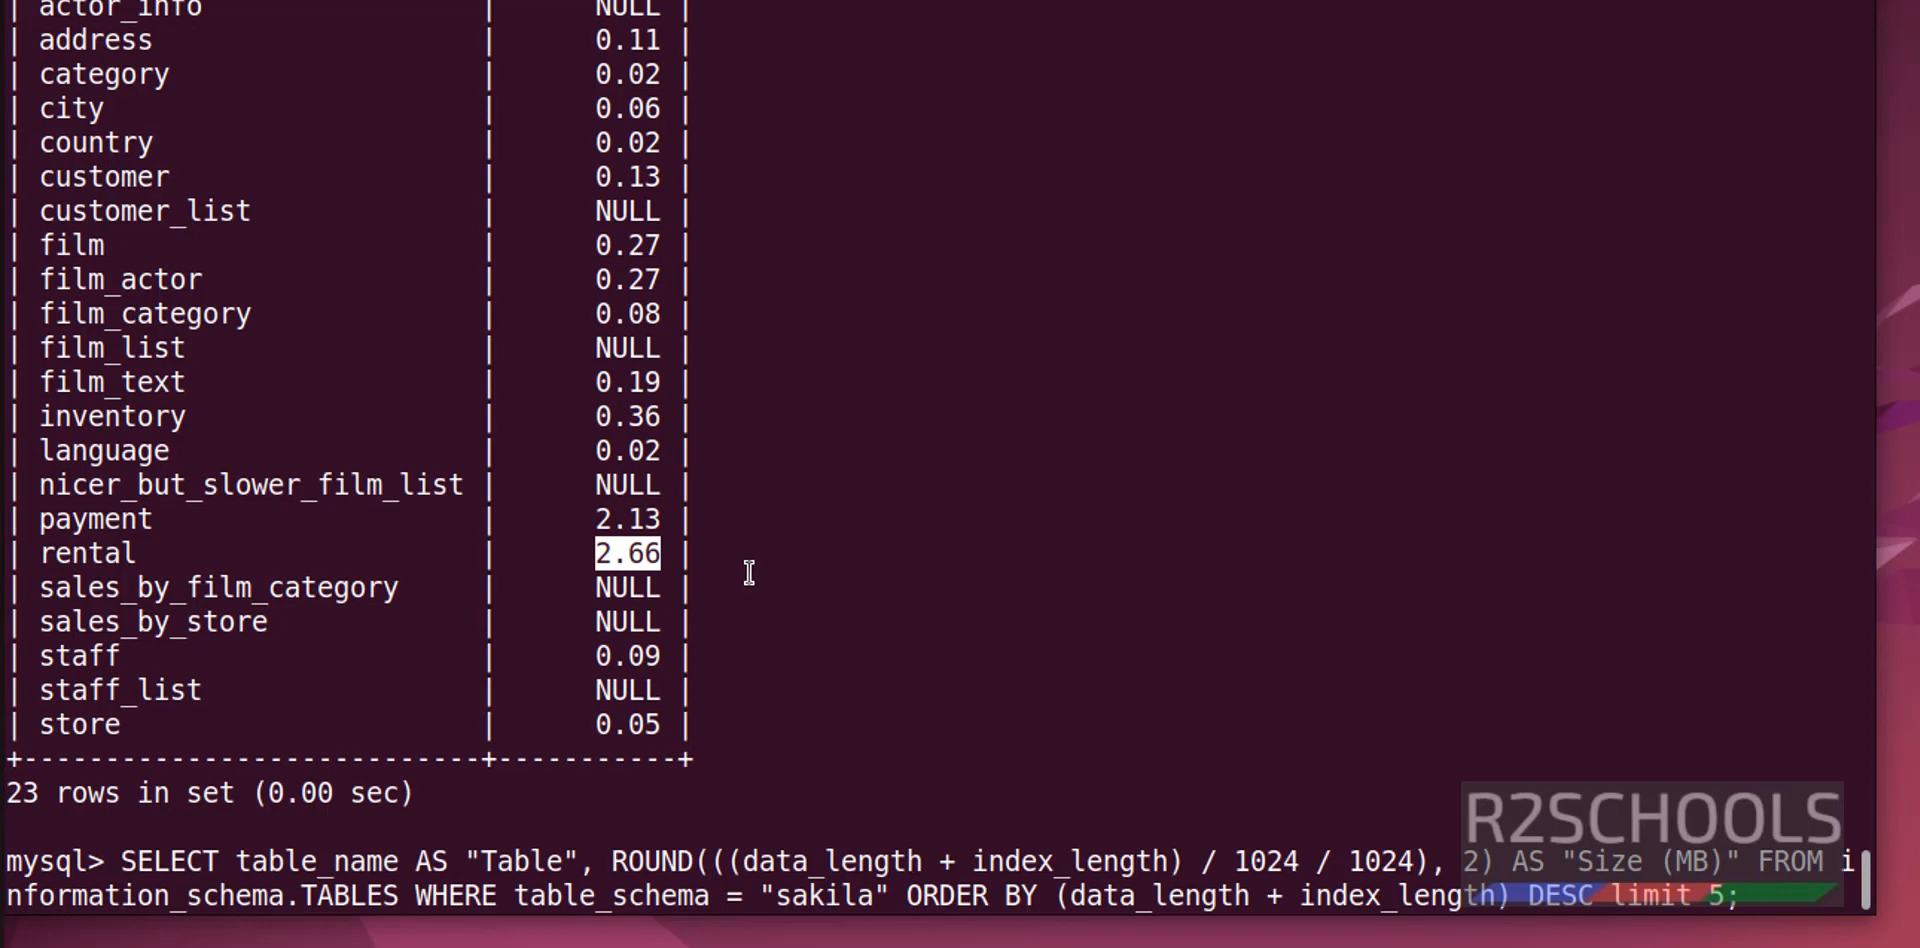 | actor_info | NULL |
| address | 0.11 |
| category | 0.02 |
| city | 0.06 |
| country | 0.02 |
| customer | 0.13 |
| customer_list | NULL |
| film | 0.27 |
| film_actor | 0.27 |
| film_category | 0.08 |
| film_list | NULL |
| film_text | 0.19 |
| inventory | 0.36 |
| language | 0.02 |
| nicer_but_slower_film_list | NULL |
| payment | 2.13 |
| rental | 2.66 |
| sales_by_film_category | NULL |
| sales_by_store | NULL |
| staff | 0.09 |
| staff_list | NULL |
| store | 0.05 |
+----------------------------+-----------+
23 rows in set (0.00 sec)
R2SCHOOLS
mysql> SELECT table_name AS "Table", ROUND(((data_length + index_length) / 1024 / 1024), 2) AS "Size (MB)" FROM i
nformation_schema.TABLES WHERE table_schema = "sakila" ORDER BY (data_length + index_length) DESC limit 5;